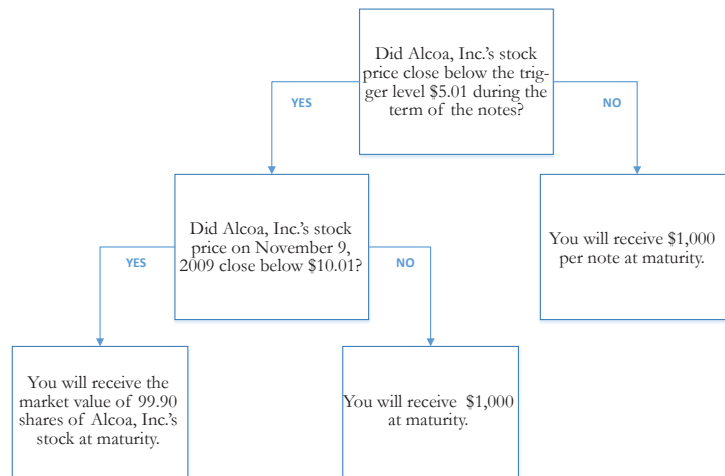 Did Alcoa, Inc.'s stock
price close below the trig-
ger level $5.01 during the
term of the notes?
YES
NO
Did Alcoa, Inc.'s stock
price on November 9,
2009 close below $10.01?
You will receive $1,000
per note at maturity.
YES
NO
You will receive the
market value of 99.90
shares of Alcoa, Inc.'s
stock at maturity.
You will receive $1,000
at maturity.